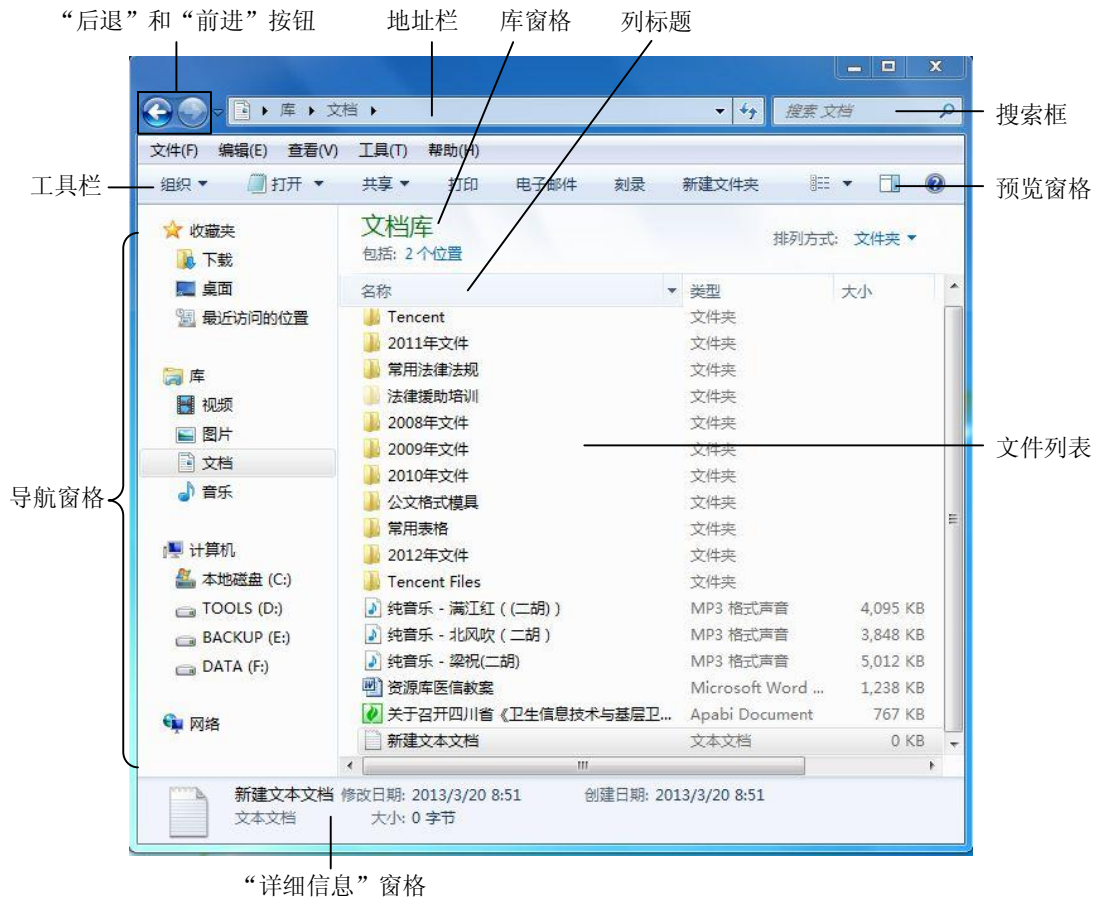 “后退”和“前进”按钮 地址栏 库窗格 列标题
库 文档 搜索 文档 搜索框
文件(F) 编辑(E) 查看(V) 工具(T) 帮助(H)
工具栏 组织 打开 共享 打印 电子邮件 刻录 新建文件夹 预览窗格
收藏夹
下载
桌面
最近访问的位置
库
视频
图片
文档
音乐
导航窗格
计算机
本地磁盘 (C:)
TOOLS (D:)
BACKUP (E:)
DATA (F:)
网络
文档库
包括: 2 个位置
排列方式: 文件夹
名称 类型 大小
Tencent 文件夹
2011年文件 文件夹
常用法律法规 文件夹
法律援助培训 文件夹
2008年文件 文件夹
2009年文件 文件夹
2010年文件 文件夹
公文格式模具 文件夹
常用表格 文件夹
2012年文件 文件夹
Tencent Files 文件夹
纯音乐 - 满江红 ( (二胡) ) MP3 格式声音 4,095 KB
纯音乐 - 北风吹 ( 二胡 ) MP3 格式声音 3,848 KB
纯音乐 - 梁祝(二胡) MP3 格式声音 5,012 KB
资源库医信教案 Microsoft Word ... 1,238 KB
关于召开四川省《卫生信息技术与基层卫... Apabi Document 767 KB
新建文本文档 文本文档 0 KB
文件列表
新建文本文档 修改日期: 2013/3/20 8:51 创建日期: 2013/3/20 8:51
文本文档 大小: 0 字节
“详细信息”窗格